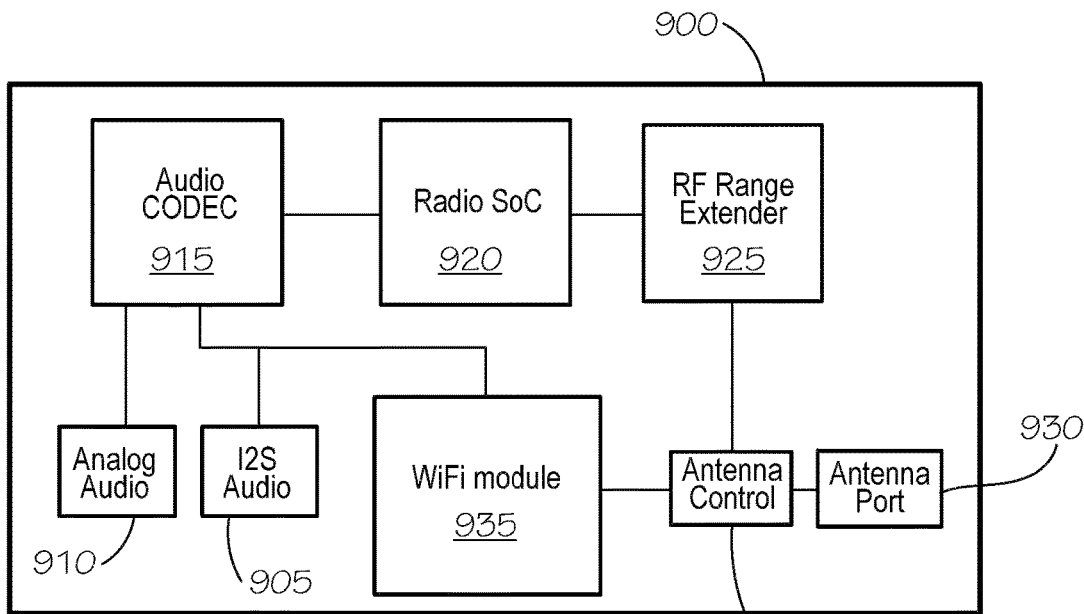 900
Audio
CODEC
915
Radio SoC
920
RF Range
Extender
925
Analog
Audio
I2S
Audio
WiFi module
935
Antenna
Control
Antenna
Port
930
910
905